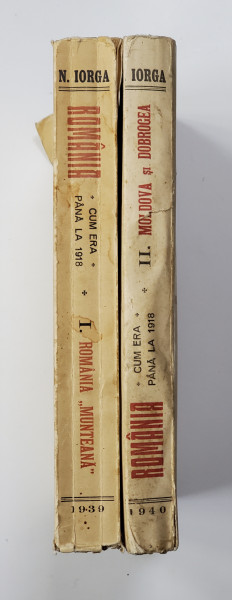 N. IORGA
ROMÂNIA
* CUM ERA *
PÂNĂ LA 1918
*
I. ROMÂNIA „MUNTEANĂ”
1939
IORGA
ROMÂNIA
* CUM ERA *
PÂNĂ LA 1918
*
II. MOLDOVA ȘI DOBROGEA
1940